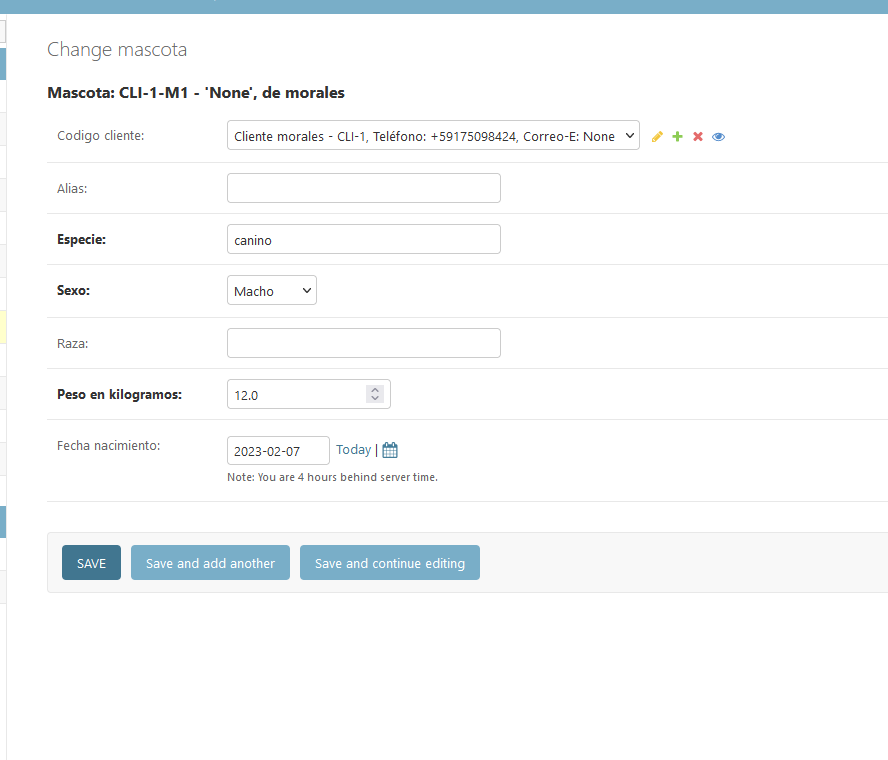 Change mascota
Mascota: CLI-1-M1 - 'None', de morales
Codigo cliente: Cliente morales - CLI-1, Teléfono: +59175098424, Correo-E: None
Alias:
Especie: canino
Sexo: Macho
Raza:
Peso en kilogramos: 12.0
Fecha nacimiento: 2023-02-07 Today |
Note: You are 4 hours behind server time.
SAVE Save and add another Save and continue editing